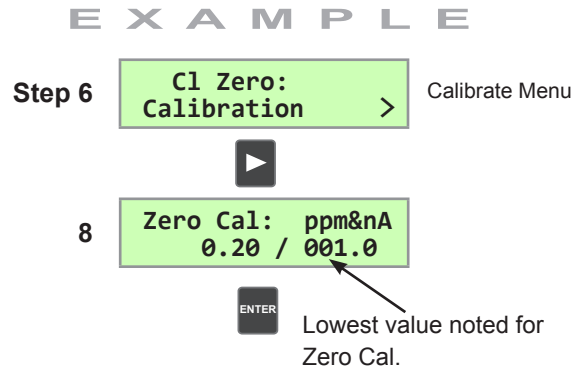 EXAMPLE
Step 6
Cl Zero:
Calibration >
Calibrate Menu
8
Zero Cal: ppm&nA
0.20 / 001.0
ENTER
Lowest value noted for
Zero Cal.